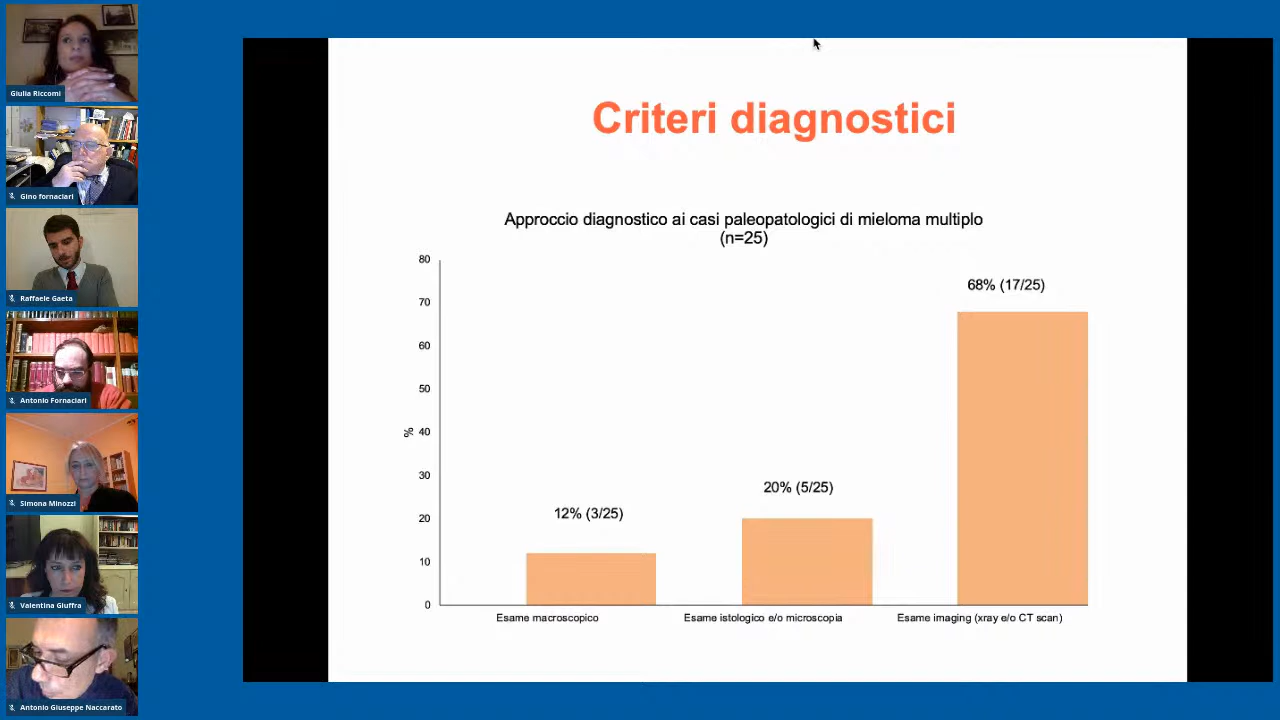 Giulia Riccomi
Gino fornaciari
Raffaele Gaeta
Antonio Fornaciari
Simona Minozzi
Valentina Giuffra
Antonio Giuseppe Naccarato
Criteri diagnostici
Approccio diagnostico ai casi paleopatologici di mieloma multiplo
(n=25)
80
70
60
50
40
30
20
10
0
%
12% (3/25)
20% (5/25)
68% (17/25)
Esame macroscopico
Esame istologico e/o microscopia
Esame imaging (xray e/o CT scan)